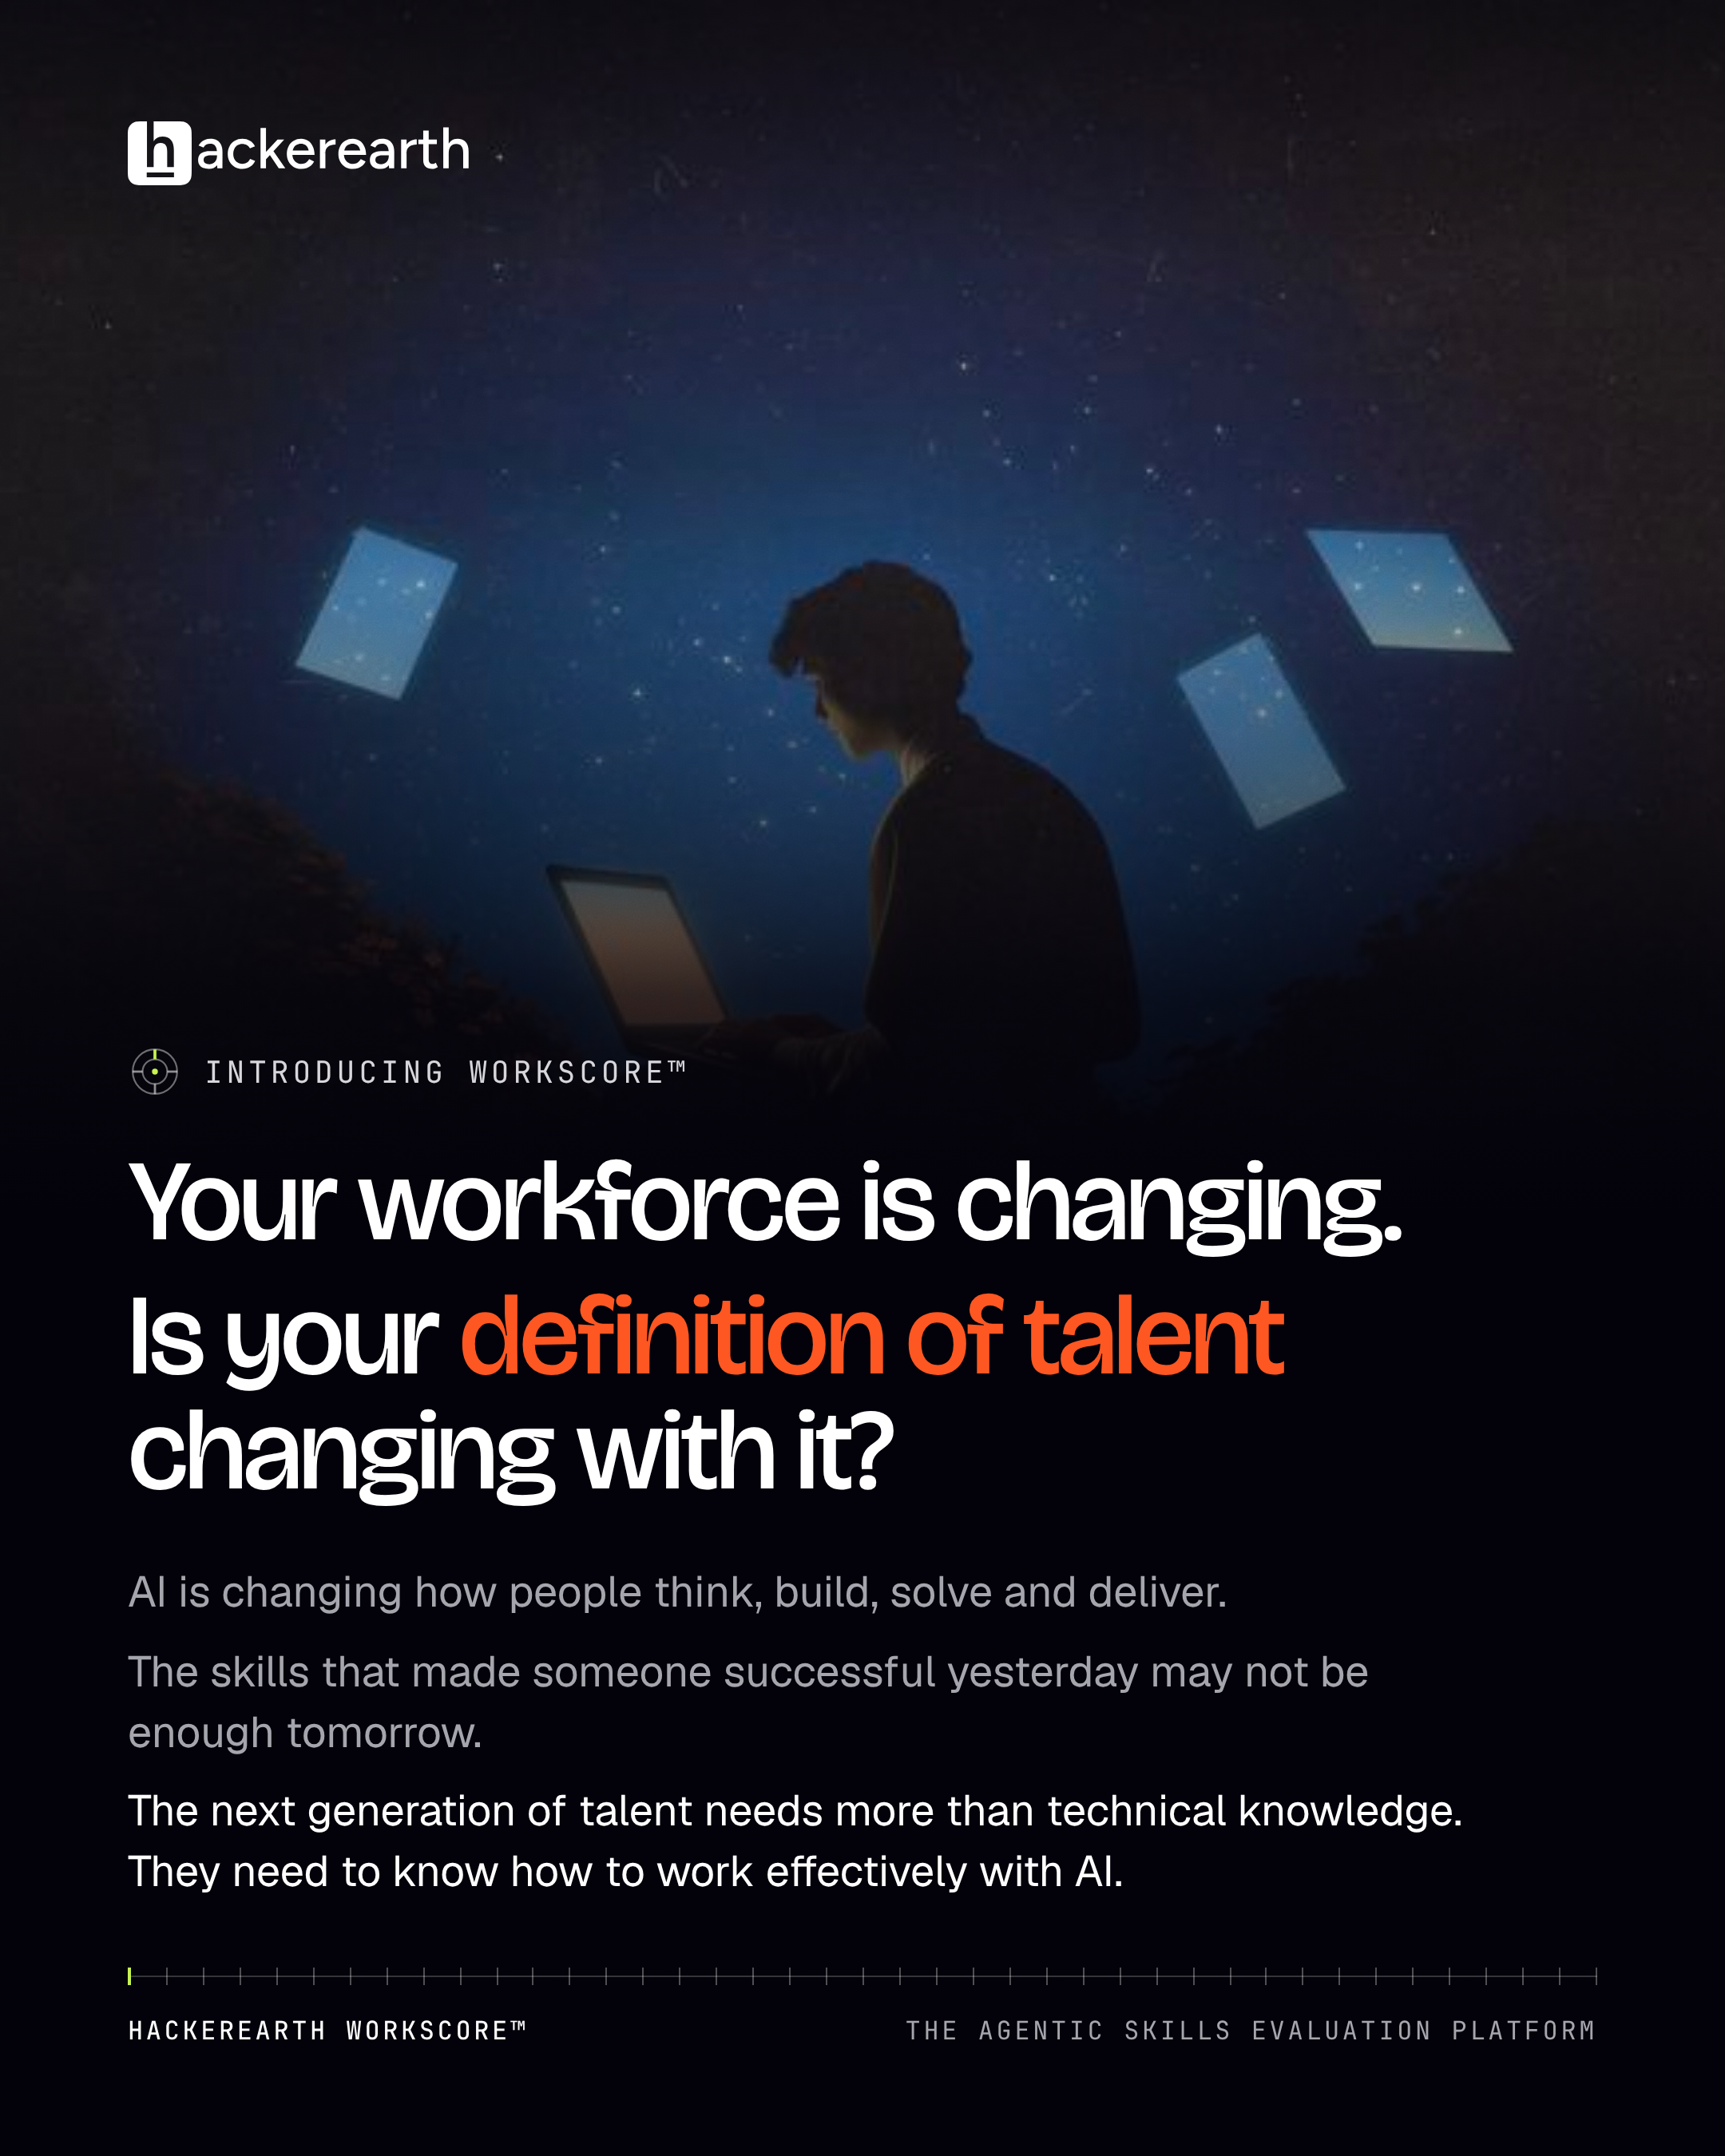 hackerearth
INTRODUCING WORKSCORE™
Your workforce is changing.
Is your definition of talent
changing with it?
AI is changing how people think, build, solve and deliver.
The skills that made someone successful yesterday may not be
enough tomorrow.
The next generation of talent needs more than technical knowledge.
They need to know how to work effectively with AI.
HACKEREARTH WORKSCORE™
THE AGENTIC SKILLS EVALUATION PLATFORM